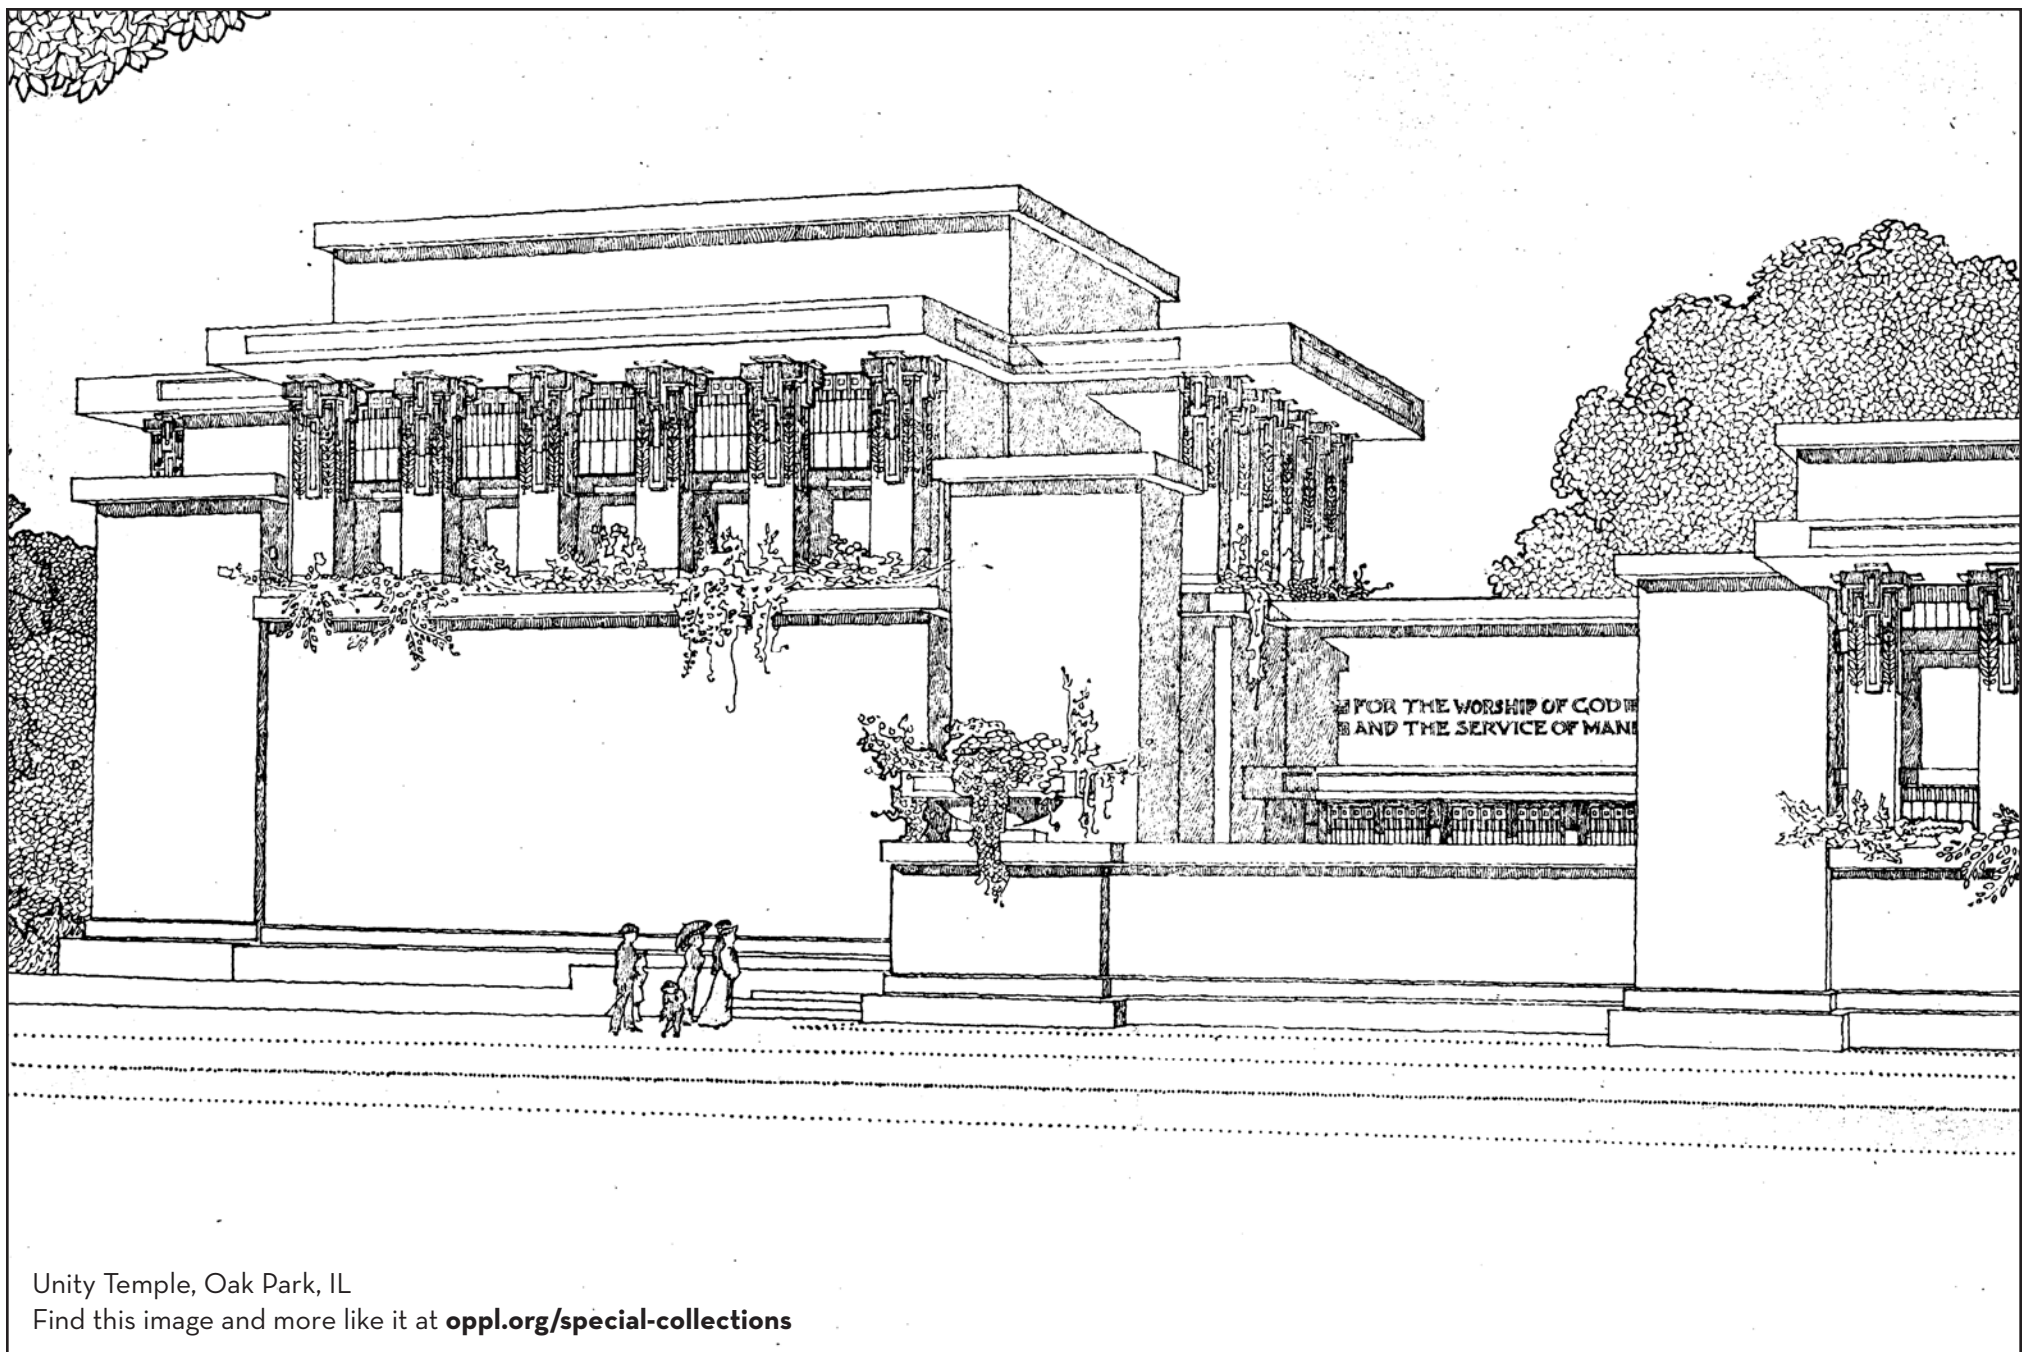 FOR THE WORSHIP OF GOD
AND THE SERVICE OF MAN
Unity Temple, Oak Park, IL
Find this image and more like it at oppl.org/special-collections